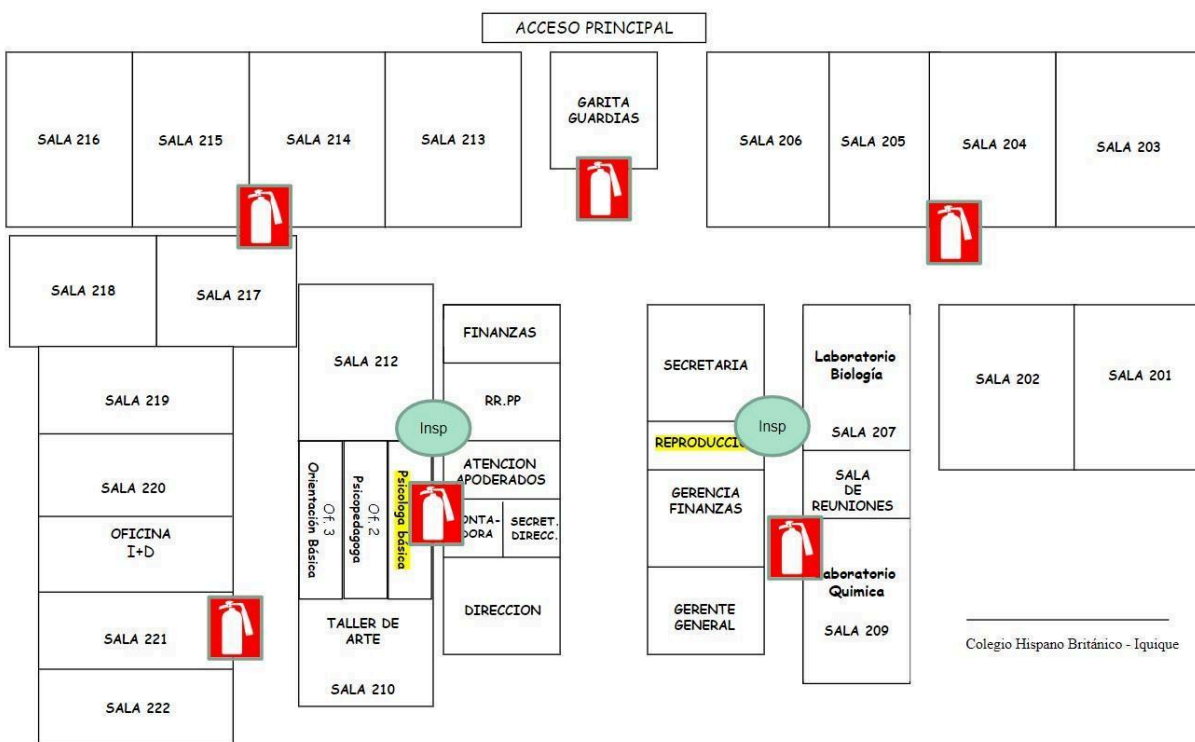 ACCESO PRINCIPAL
SALA 216
SALA 215
SALA 214
SALA 213
GARITA
GUARDIAS
SALA 206
SALA 205
SALA 204
SALA 203
SALA 218
SALA 217
SALA 212
FINANZAS
RR.PP
Insp
ATENCION
APODERADOS
SECRET.
DIRECC.
DIRECCION
SECRETARIA
GERENCIA
FINANZAS
GERENTE
GENERAL
Insp
Laboratorio
Biología
SALA 207
SALA
DE
REUNIONES
Laboratorio
Quimica
SALA 209
SALA 202
SALA 201
SALA 219
SALA 220
OFICINA
I+D
SALA 221
SALA 222
Orientación Básica
Of. 3
Psicopedagoga
Of. 2
Psicologa básica
TALLER DE
ARTE
SALA 210
Colegio Hispano Británico - Iquique